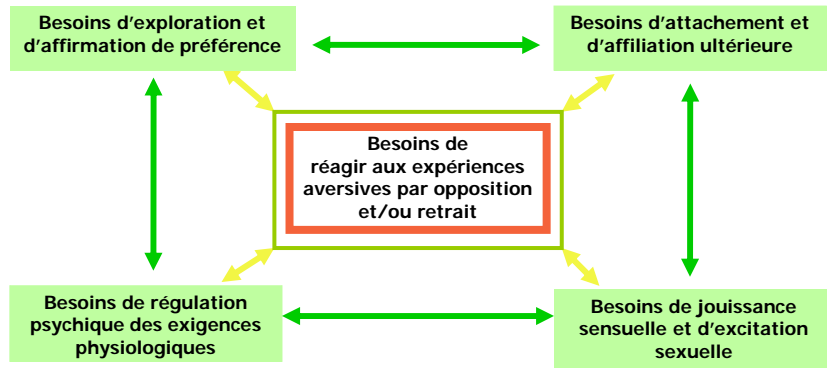 Besoins d'exploration et
d'affirmation de préférence
Besoins d'attachement et
d'affiliation ultérieure
Besoins de
réagir aux expériences
aversives par opposition
et/ou retrait
Besoins de régulation
psychique des exigences
physiologiques
Besoins de jouissance
sensuelle et d'excitation
sexuelle